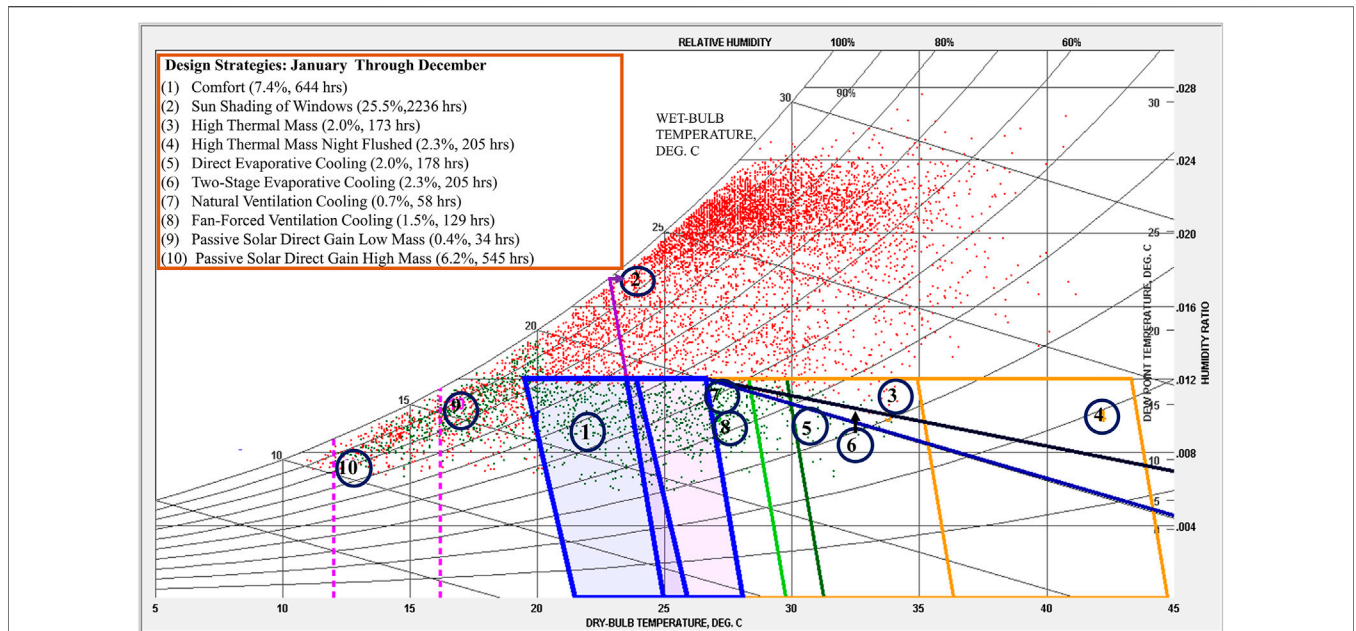 RELATIVE HUMIDITY 100% 80% 60%
Design Strategies: January Through December
(1) Comfort (7.4%, 644 hrs)
(2) Sun Shading of Windows (25.5%,2236 hrs)
(3) High Thermal Mass (2.0%, 173 hrs)
(4) High Thermal Mass Night Flushed (2.3%, 205 hrs)
(5) Direct Evaporative Cooling (2.0%, 178 hrs)
(6) Two-Stage Evaporative Cooling (2.3%, 205 hrs)
(7) Natural Ventilation Cooling (0.7%, 58 hrs)
(8) Fan-Forced Ventilation Cooling (1.5%, 129 hrs)
(9) Passive Solar Direct Gain Low Mass (0.4%, 34 hrs)
(10) Passive Solar Direct Gain High Mass (6.2%, 545 hrs)
90%
30
30
.028
WET-BULB
TEMPERATURE,
DEG. C
.024
25
25
.020
2
.016
20
20
.012
15
15
9
7
3
4
1
8
5
6
10
10
10
.008
5
.004
DEW POINT TEMPERATURE, DEG. C
HUMIDITY RATIO
5 10 15 20 25 30 35 40 45
DRY-BULB TEMPERATURE, DEG. C